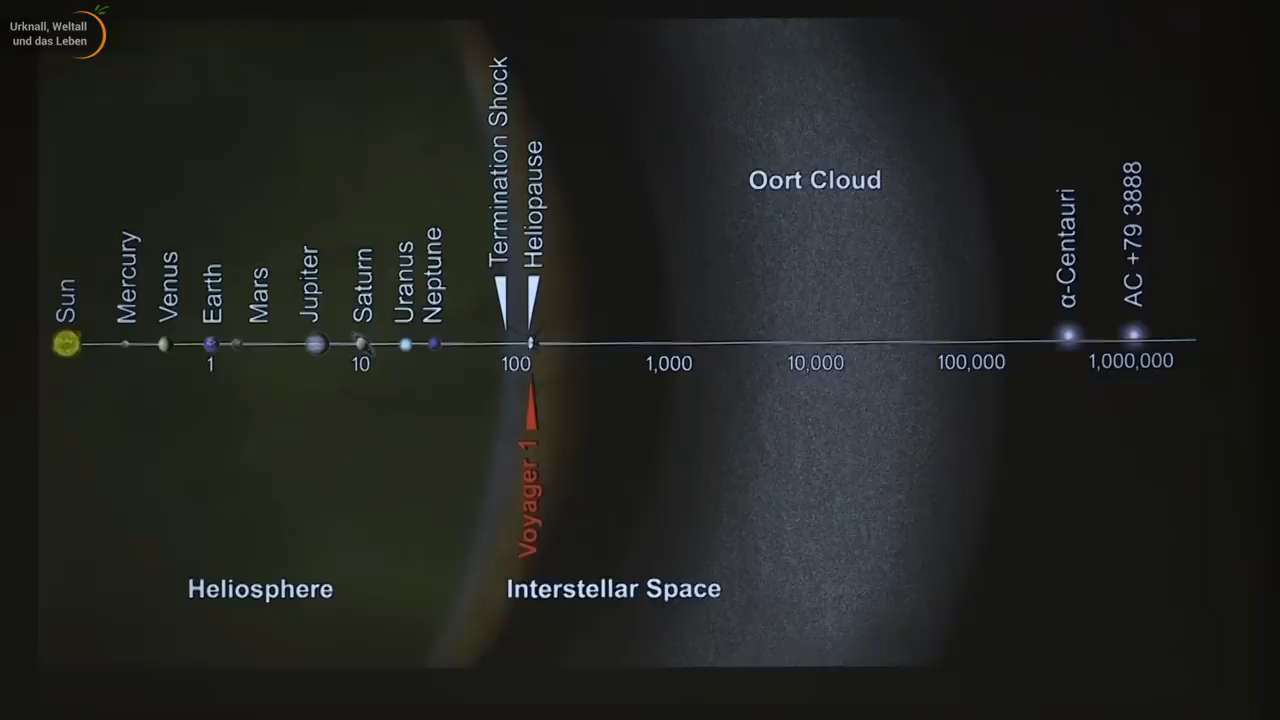 Urknall, Weltall
und das Leben
Sun
Mercury
Venus
Earth
Mars
Jupiter
Saturn
Uranus
Neptune
Termination Shock
Heliopause
Oort Cloud
α-Centauri
AC +79 3888
1
10
100
1,000
10,000
100,000
1,000,000
Voyager 1
Heliosphere
Interstellar Space